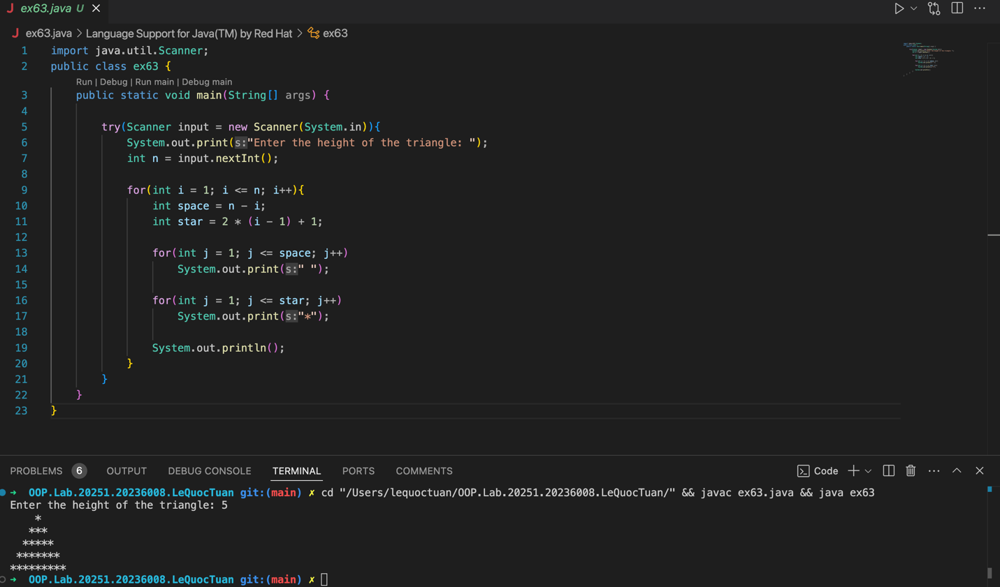 J ex63.java U ×
J ex63.java > Language Support for Java(TM) by Red Hat > ex63
1 import java.util.Scanner;
2 public class ex63 {
Run | Debug | Run main | Debug main
3 public static void main(String[] args) {
4
5 try(Scanner input = new Scanner(System.in)){
6 System.out.print(s:"Enter the height of the triangle: ");
7 int n = input.nextInt();
8
9 for(int i = 1; i <= n; i++){
10 int space = n - i;
11 int star = 2 * (i - 1) + 1;
12
13 for(int j = 1; j <= space; j++)
14 System.out.print(s:" ");
15
16 for(int j = 1; j <= star; j++)
17 System.out.print(s:"*");
18
19 System.out.println();
20 }
21 }
22 }
23 }
PROBLEMS 6 OUTPUT DEBUG CONSOLE TERMINAL PORTS COMMENTS Code
➜ OOP.Lab.20251.20236008.LeQuocTuan git:(main) ✗ cd "/Users/lequoctuan/OOP.Lab.20251.20236008.LeQuocTuan/" && javac ex63.java && java ex63
Enter the height of the triangle: 5
    *
   ***
  *****
 *******
*********
➜ OOP.Lab.20251.20236008.LeQuocTuan git:(main) ✗